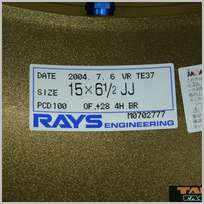 DATE 2004. 7. 6 VR TE37
SIZE 15×6½ JJ
PCD100 OF.+28 4H BR
M0702777
RAYS ENGINEERING